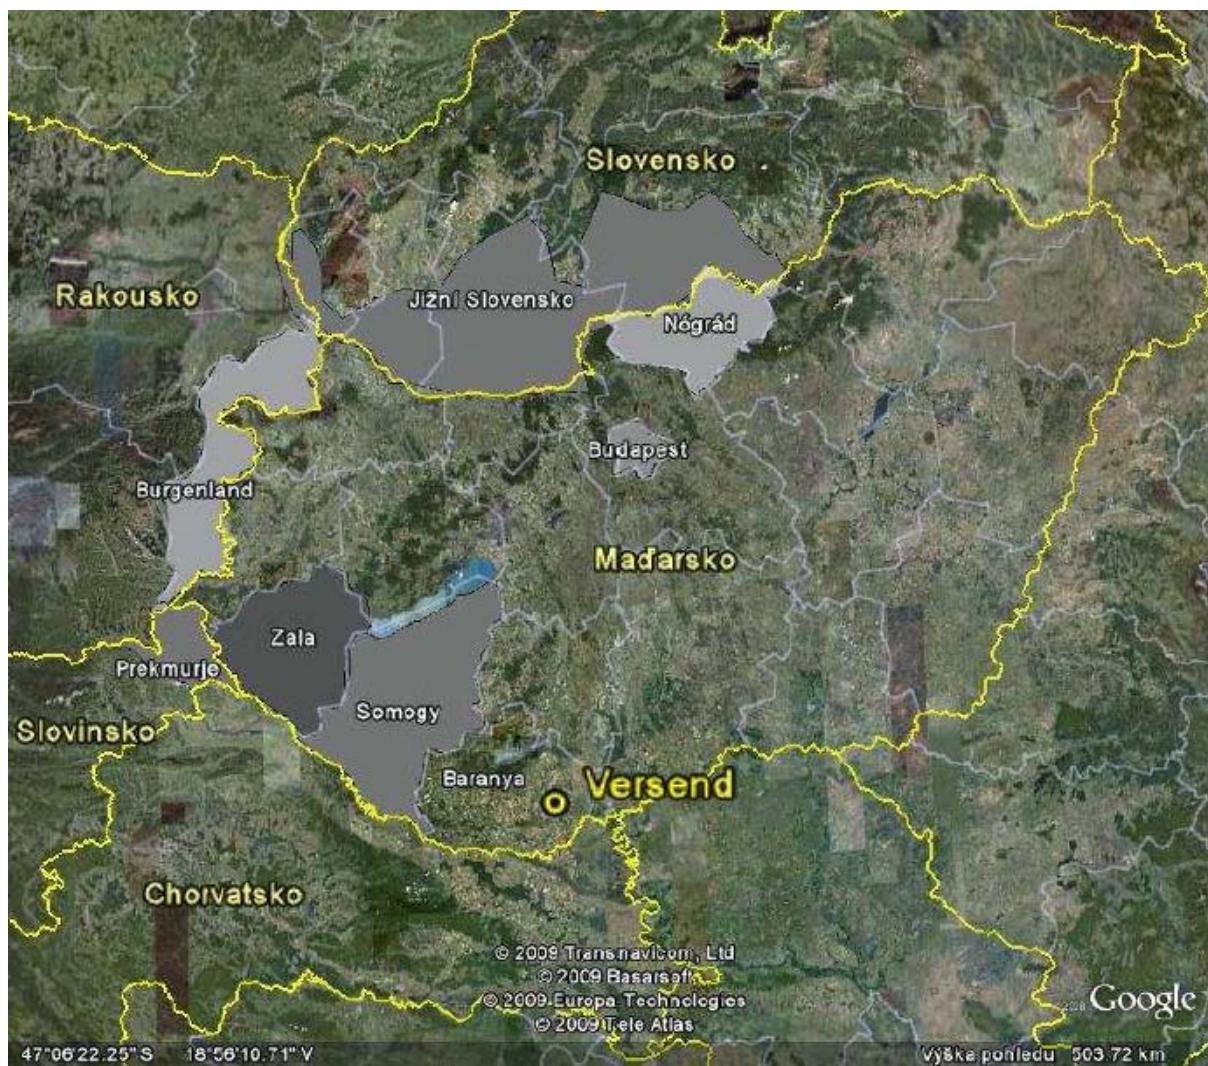 Slovensko
Rakousko
Jižní Slovensko
Nógrád
Budapest
Burgenland
Maďarsko
Zala
Prekmurje
Somogy
Slovinsko
Baranya
Versend
Chorvatsko
© 2009 Transnavicom, Ltd
© 2009 Basarsoft
© 2009 Europa Technologies
© 2009 Tele Atlas
Google
47°06'22.25" S 18°56'10.71" V
Výška pohledu 503.72 km